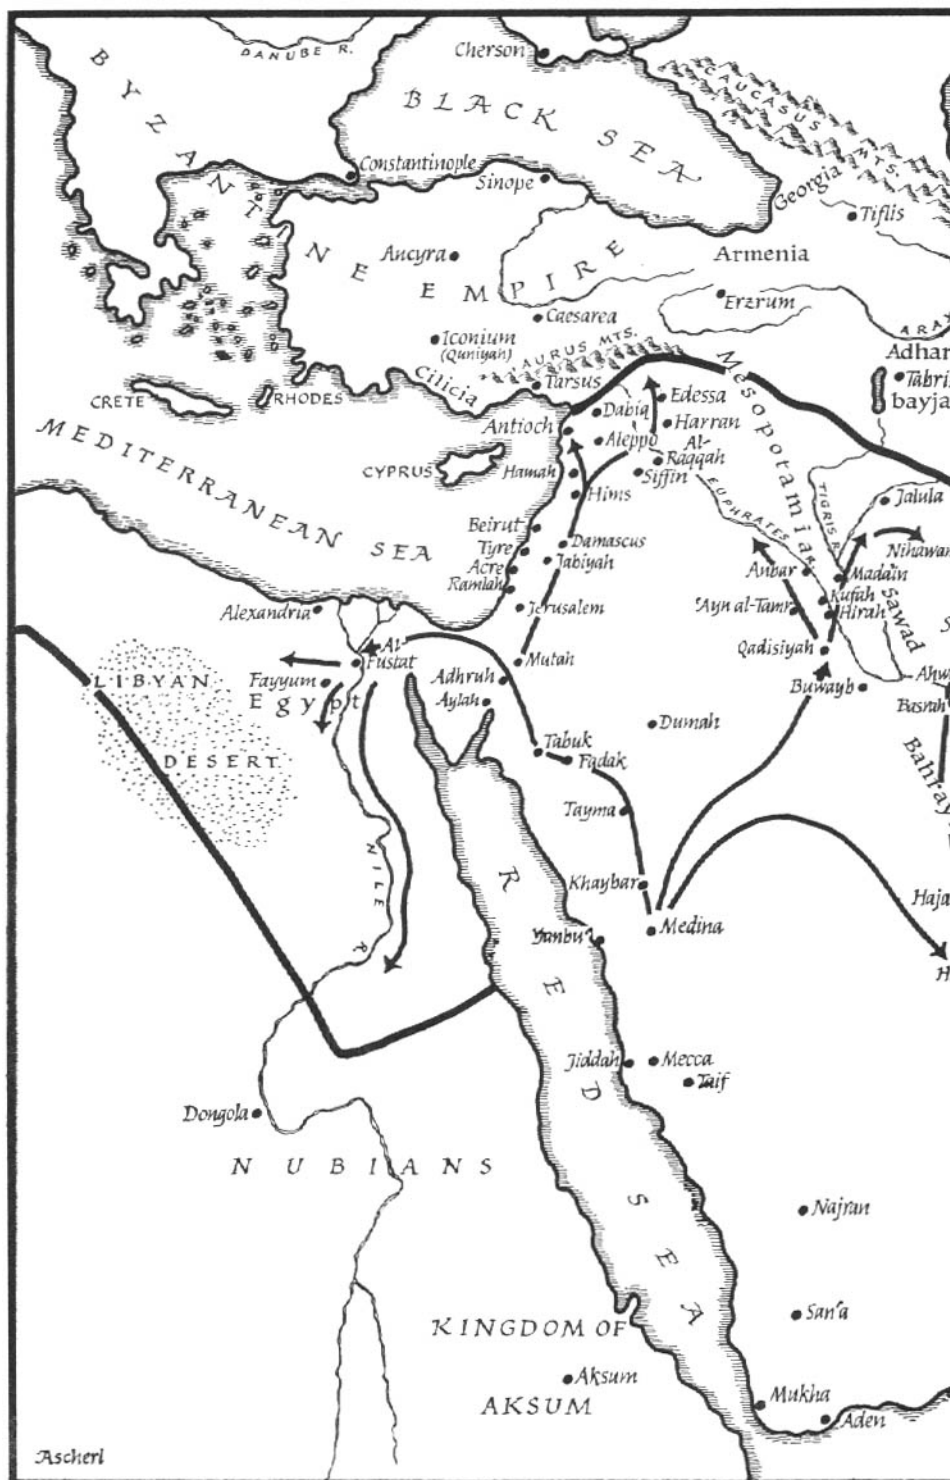 DANUBE R.
Cherson
BYZANTINE EMPIRE
BLACK SEA
CAUCASUS MTS.
Constantinople
Sinope
Georgia
Tiflis
Ancyra
Armenia
Erzrum
Caesarea
ARAX
Iconium
(Quniyah)
TAURUS MTS.
Adhar
Tabri
bayja
Cilicia
Tarsus
Mesopotamia
CRETE
RHODES
Edessa
Dabiq
Harran
Antioch
Aleppo
Al-
Raqqah
MEDITERRANEAN SEA
CYPRUS
Hamah
Siffin
Hims
EUPHRATES
TIGRIS R.
Jalula
Beirut
Tyre
Damascus
Nihawan
Acre
Jabiyah
Anbar
Madaïn
Ramlah
Kufah
Sawad
Alexandria
Jerusalem
'Ayn al-Tamr
Hirah
Al-
Fustat
Mutah
Qadisiyah
LIBYAN
DESERT
Fayyum
Adhruh
Buwayb
Ahw
Egypt
Aylah
Basrah
Dumah
Tabuk
Fadak
Bahray
Tayma
NILE R.
Khaybar
Haja
Medina
Yanbu'
H
RED SEA
Jiddah
Mecca
Taif
Dongola
NUBIANS
Najran
San'a
KINGDOM OF
AKSUM
Aksum
Mukha
Aden
Ascherl